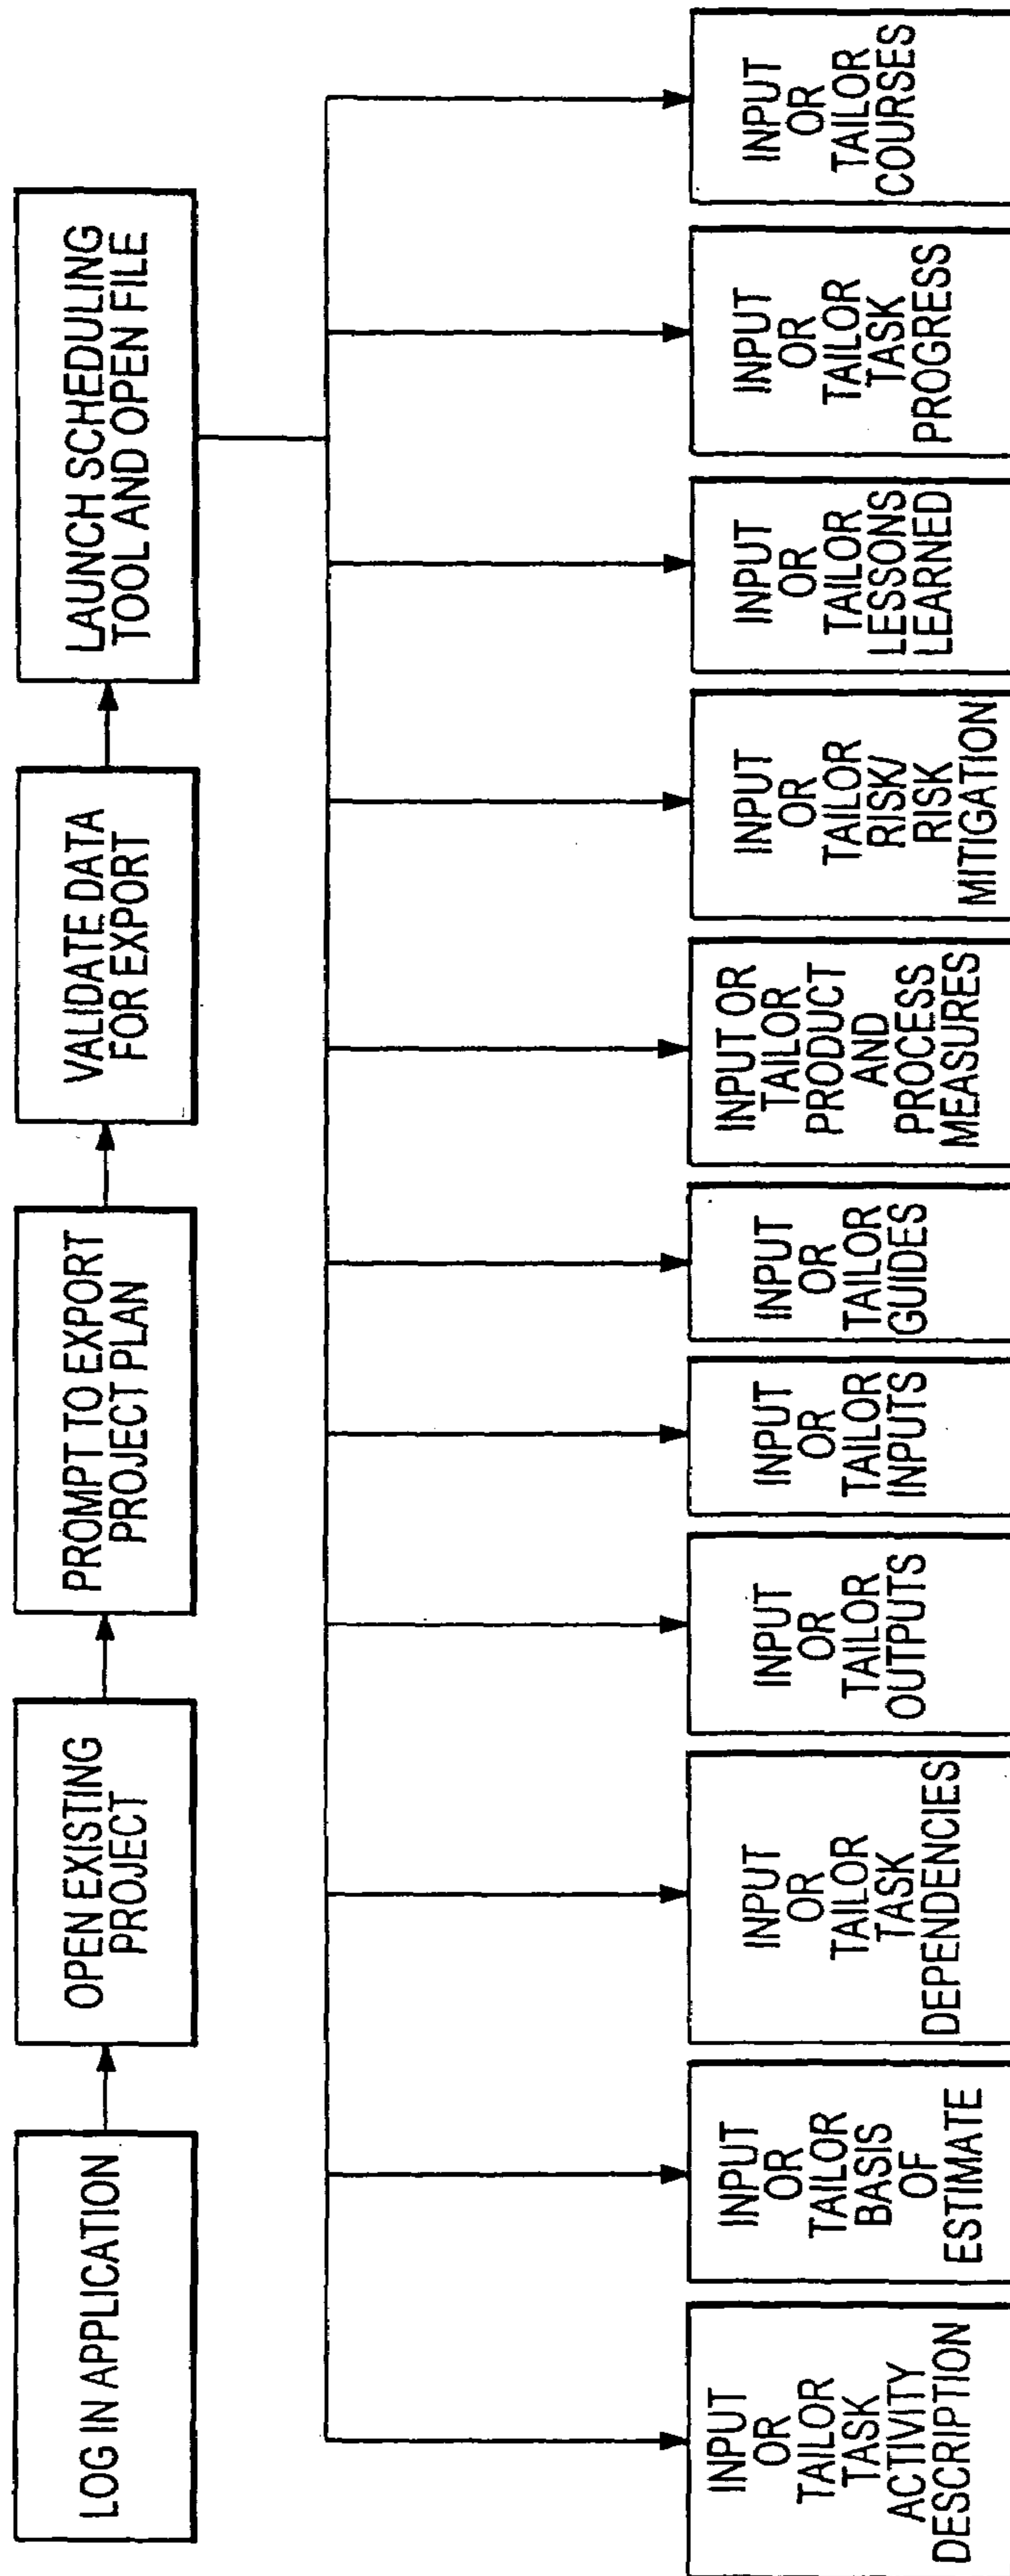 LOG IN APPLICATION
OPEN EXISTING
PROJECT
PROMPT TO EXPORT
PROJECT PLAN
VALIDATE DATA
FOR EXPORT
LAUNCH SCHEDULING
TOOL AND OPEN FILE
INPUT
OR
TAILOR
TASK
ACTIVITY
DESCRIPTION
INPUT
OR
TAILOR
BASIS
OF
ESTIMATE
INPUT
OR
TAILOR
TASK
DEPENDENCIES
INPUT
OR
TAILOR
OUTPUTS
INPUT
OR
TAILOR
INPUTS
INPUT
OR
TAILOR
GUIDES
INPUT OR
TAILOR
PRODUCT
AND
PROCESS
MEASURES
INPUT
OR
TAILOR
RISK/
RISK
MITIGATION
INPUT
OR
TAILOR
LESSONS
LEARNED
INPUT
OR
TAILOR
TASK
PROGRESS
INPUT
OR
TAILOR
COURSES